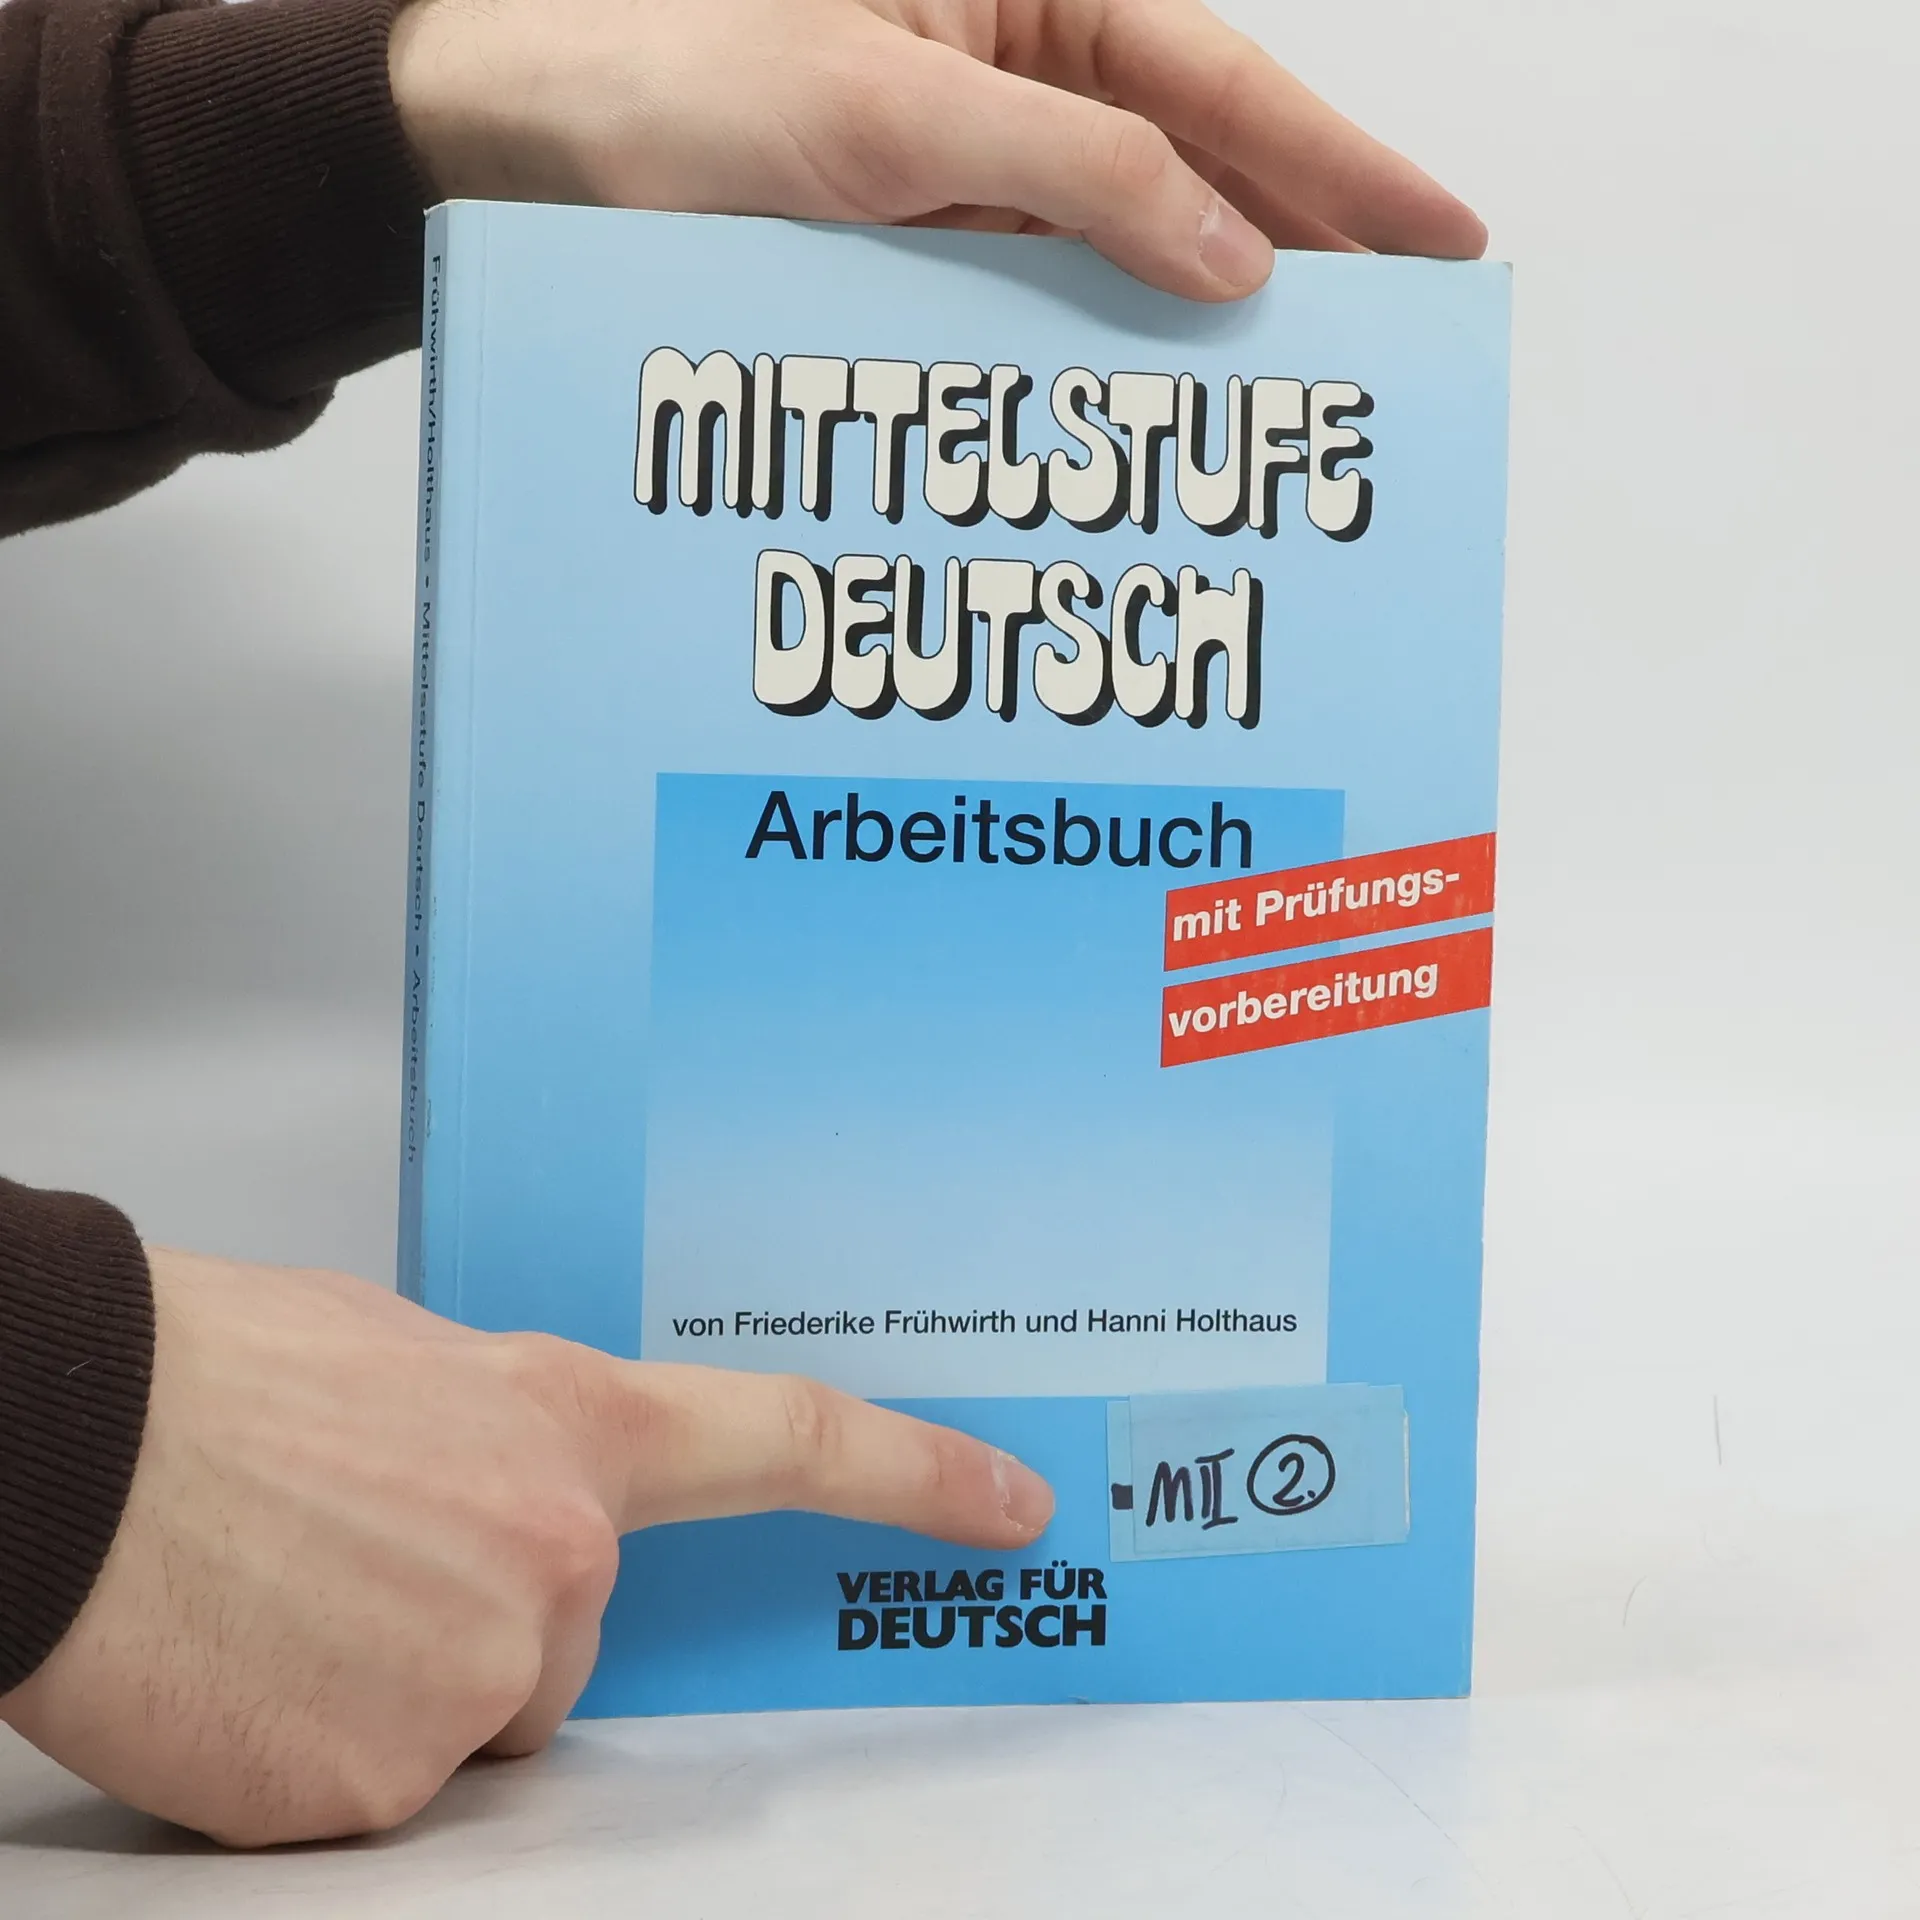 MITTELSTUFE
DEUTSCH
Arbeitsbuch
mit Prüfungs-
vorbereitung
von Friederike Frühwirth und Hanni Holthaus
MII 2.
VERLAG FÜR
DEUTSCH
Frühwirth/Holthaus • Mittelsstufe Deutsch • Arbeitsbuch